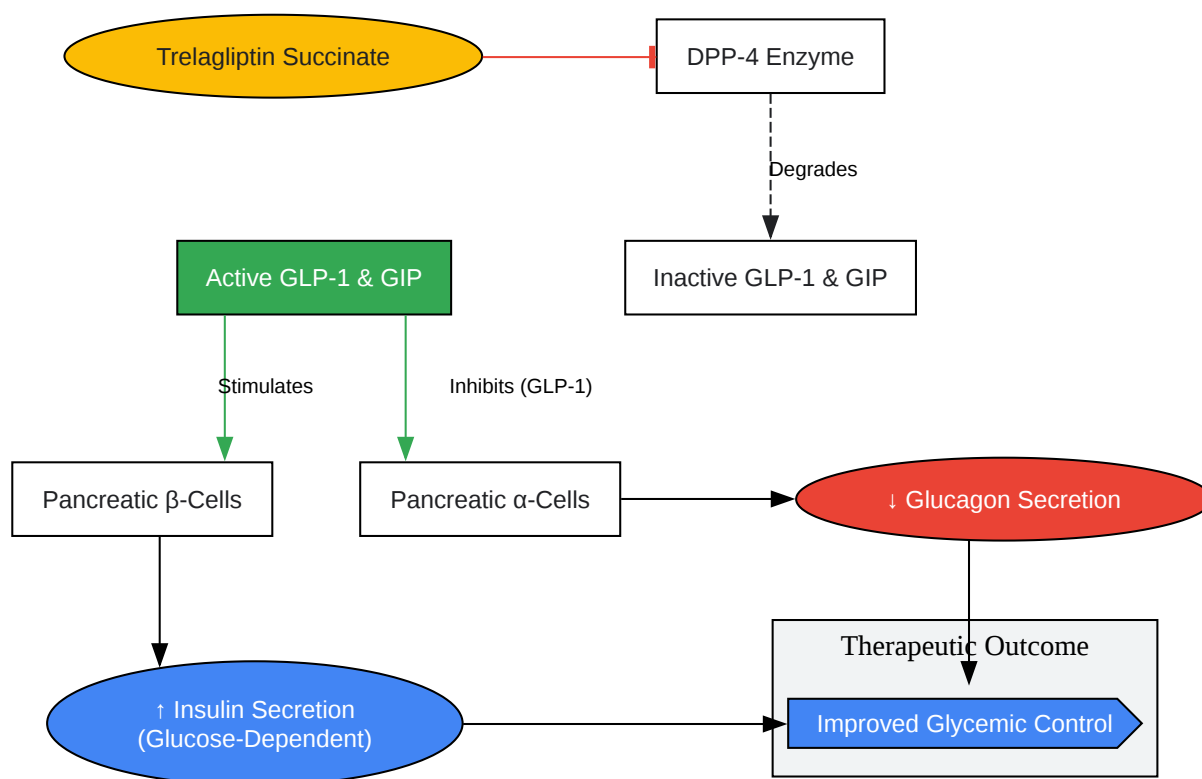 Trelagliptin Succinate
DPP-4 Enzyme
Degrades
Active GLP-1 & GIP
Inactive GLP-1 & GIP
Stimulates
Inhibits (GLP-1)
Pancreatic β-Cells
Pancreatic α-Cells
↓ Glucagon Secretion
Therapeutic Outcome
↑ Insulin Secretion
(Glucose-Dependent)
Improved Glycemic Control